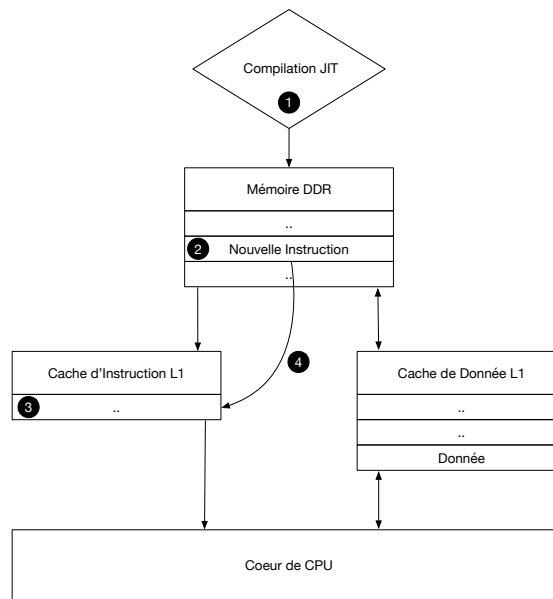 Compilation JIT
1
Mémoire DDR
..
2 Nouvelle Instruction
..
4
Cache d'Instruction L1
3 ..
Cache de Donnée L1
..
..
Donnée
Coeur de CPU